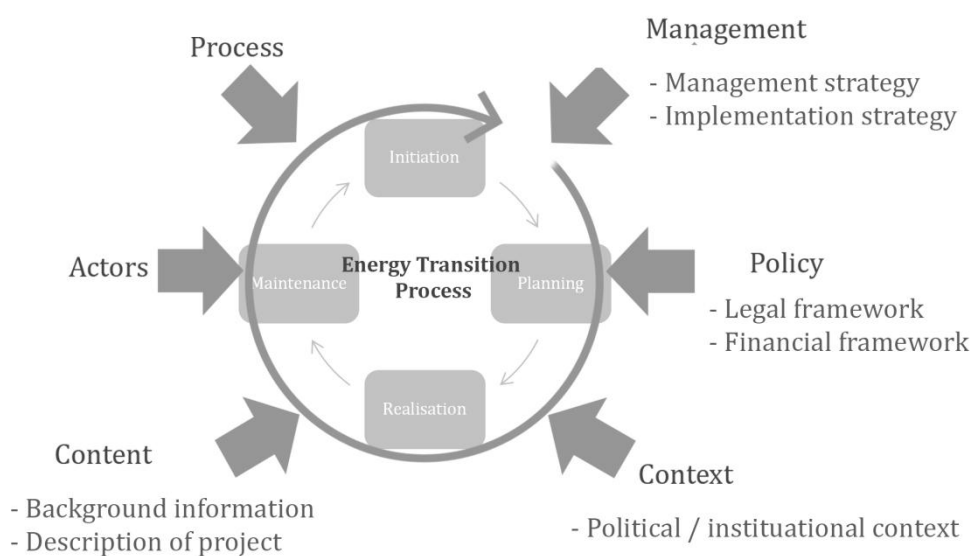 Process
Management
- Management strategy
- Implementation strategy
Initiation
Actors
Maintenance
Energy Transition
Process
Planning
Policy
- Legal framework
- Financial framework
Realisation
Content
- Background information
- Description of project
Context
- Political / instituational context